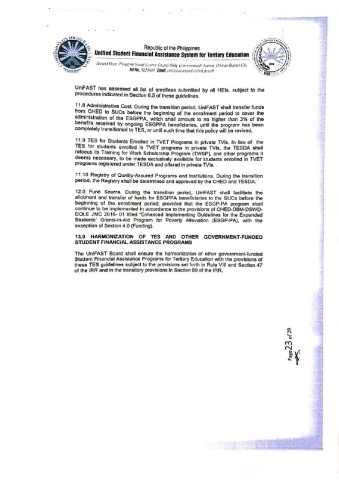 Republic of the Philippines
Unified Student Financial Assistance System for Tertiary Education
UniFAST has assessed all list of enrollees submitted by all HEIs, subject to the
procedures indicated in Section 8.5 of these guidelines.
11.8 Administrative Cost. During the transition period, UniFAST shall transfer funds
from CHED to SUCs before the beginning of the enrolment period to cover the
administration of the ESGPPA, which shall amount to no higher than 3% of the
benefits received by ongoing ESGPPA beneficiaries, until the program has been
completely transitioned to TES, or until such time that this policy will be revised.
11.9 TES for Students Enrolled in TVET Programs in private TVIs. In lieu of the
TES for students enrolled in TVET programs in private TVIs, the TESDA shall
refocus its Training for Work Scholarship Program (TWSP), and other programs it
deems necessary, to be made exclusively available for students enrolled in TVET
programs registered under TESDA and offered in private TVIs.
11.10 Registry of Quality-Assured Programs and Institutions. During the transition
period, the Registry shall be determined and approved by the CHED and TESDA.
12.0 Fund Source. During the transition period, UniFAST shall facilitate the
allotment and transfer of funds for ESGPPA beneficiaries to the SUCs before the
beginning of the enrolment period; provided that the ESGP-PA program shall
continue to be implemented in accordance to the provisions of CHED-DBM-DSWD-
DOLE JMC 2016- 01 titled "Enhanced Implementing Guidelines for the Expanded
Students' Grants-in-Aid Program for Poverty Alleviation (ESGP-PA), with the
exception of Section 4.0 (Funding).
13.0 HARMONIZATION OF TES AND OTHER GOVERNMENT-FUNDED
STUDENT FINANCIAL ASSISTANCE PROGRAMS
The UniFAST Board shall ensure the harmonization of other government-funded
Student Financial Assistance Programs for Tertiary Education with the provisions of
these TES guidelines subject to the provisions set forth in Rule VIII and Section 47
of the IRR and in the transitory provisions in Section 59 of the IRR.
Page 23 of 29